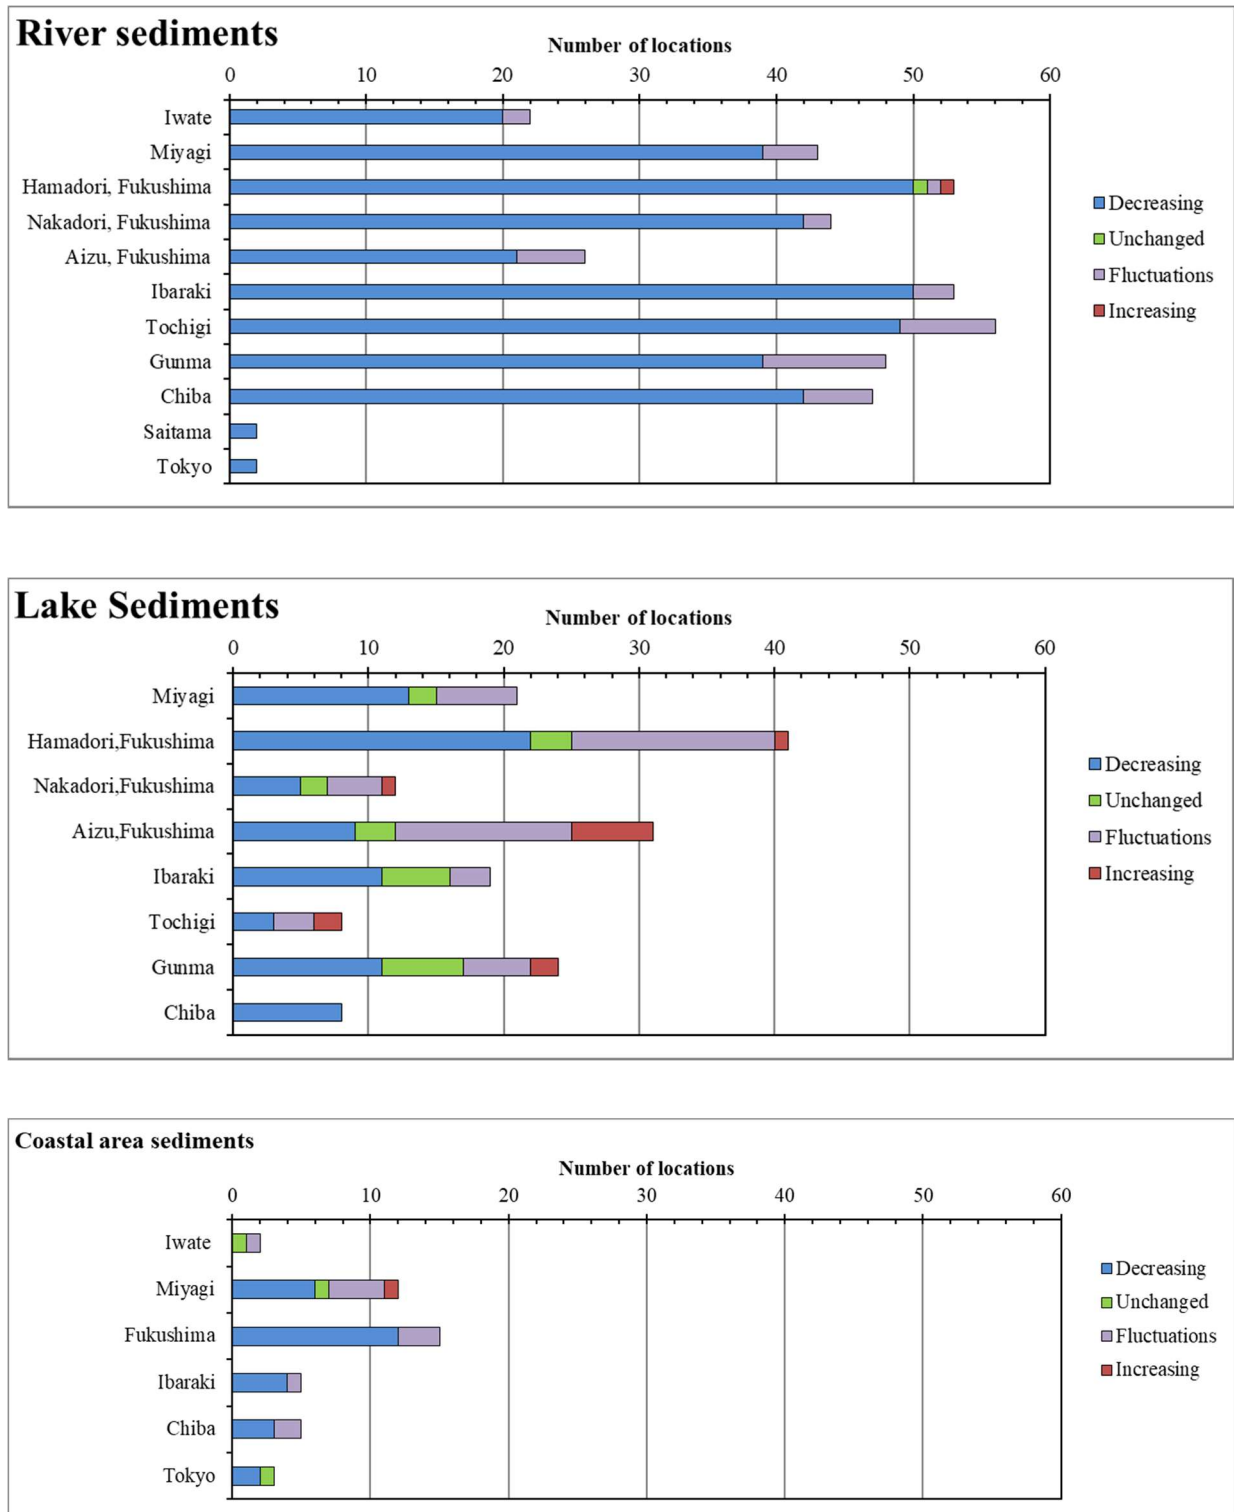 River sediments
Number of locations
0 10 20 30 40 50 60
Iwate
Miyagi
Hamadori, Fukushima
Nakadori, Fukushima
Aizu, Fukushima
Ibaraki
Tochigi
Gunma
Chiba
Saitama
Tokyo
Decreasing
Unchanged
Fluctuations
Increasing
Lake Sediments
Number of locations
0 10 20 30 40 50 60
Miyagi
Hamadori,Fukushima
Nakadori,Fukushima
Aizu,Fukushima
Ibaraki
Tochigi
Gunma
Chiba
Decreasing
Unchanged
Fluctuations
Increasing
Coastal area sediments
Number of locations
0 10 20 30 40 50 60
Iwate
Miyagi
Fukushima
Ibaraki
Chiba
Tokyo
Decreasing
Unchanged
Fluctuations
Increasing